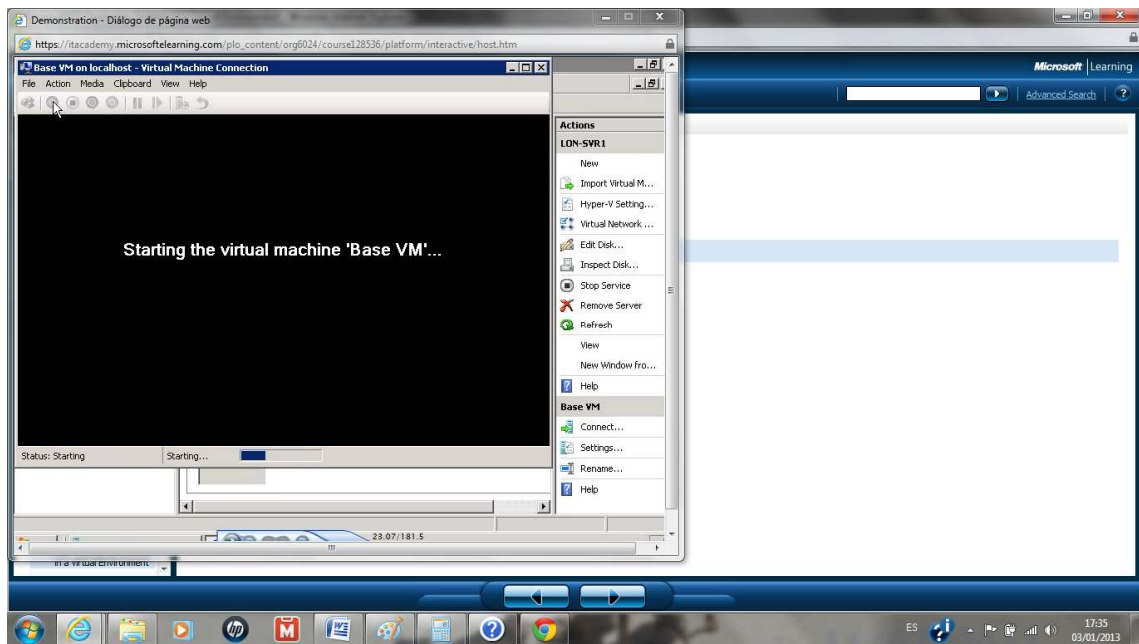 Demonstration - Diálogo de página web
https://itacademy.microsoftelearning.com/plo_content/org6024/course128536/platform/interactive/host.htm
Base VM on localhost - Virtual Machine Connection
File Action Media Clipboard View Help
Starting the virtual machine 'Base VM'...
Status: Starting
Starting...
Actions
LON-SVR1
New
Import Virtual M...
Hyper-V Setting...
Virtual Network ...
Edit Disk...
Inspect Disk...
Stop Service
Remove Server
Refresh
View
New Window fro...
Help
Base VM
Connect...
Settings...
Rename...
Help
23.07/181.5
in a Virtual Environment
Microsoft | Learning
Advanced Search
ES
17:35
03/01/2013